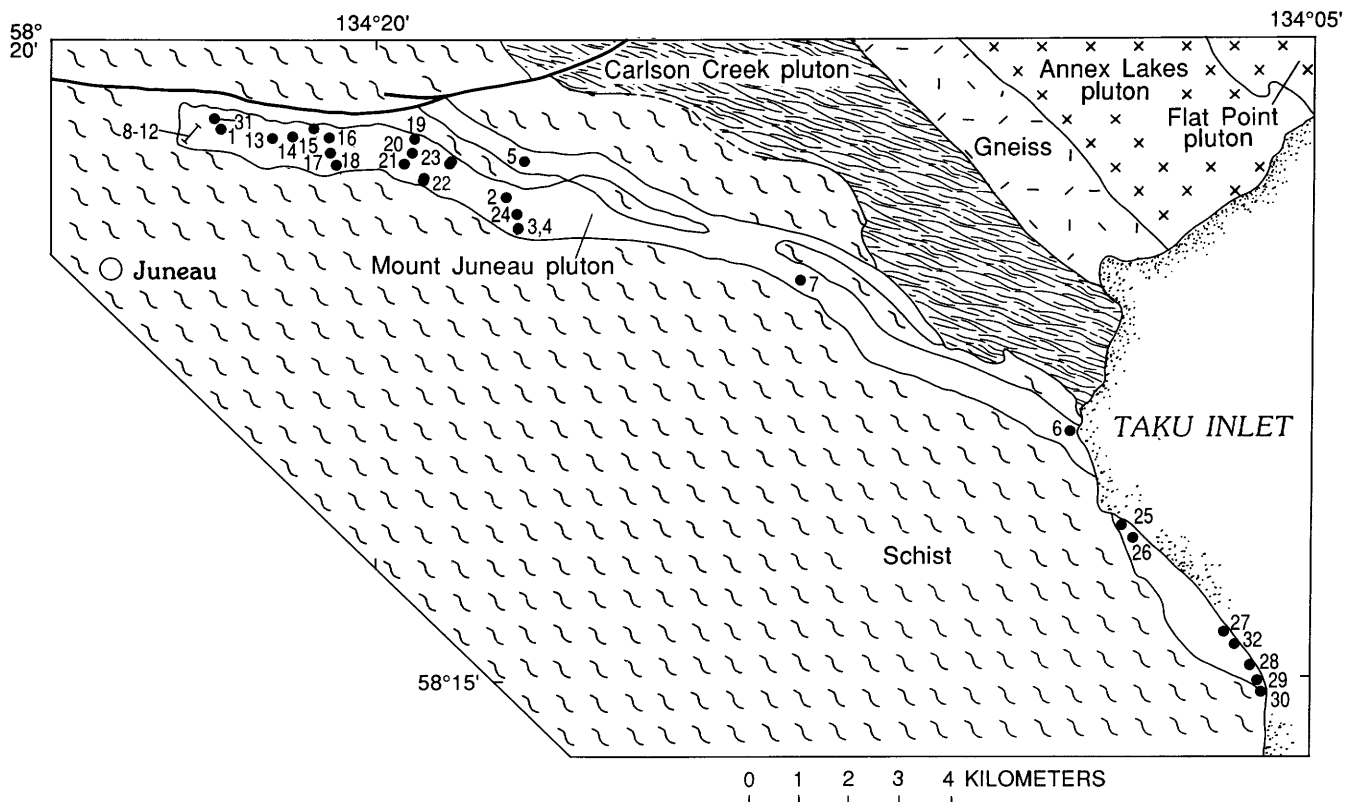 58°
20'
134°20'
134°05'
Carlson Creek pluton
Annex Lakes
pluton
Flat Point
pluton
Gneiss
8-12
31
1
13
14
15
16
17
18
19
20
21
23
22
5
2
24
3,4
Juneau
Mount Juneau pluton
7
6
TAKU INLET
25
26
Schist
27
32
28
29
30
58°15'
0 1 2 3 4 KILOMETERS